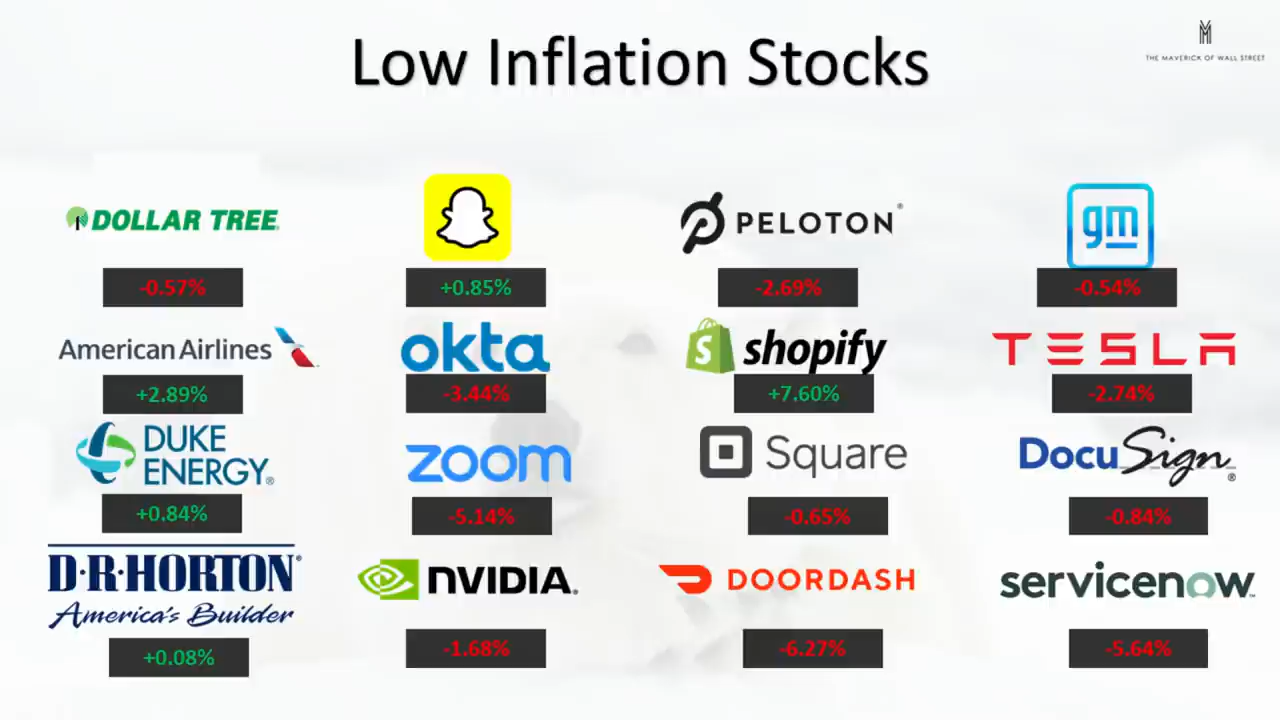 Low Inflation Stocks
THE MAVERICK OF WALL STREET
DOLLAR TREE
PELOTON®
gm
-0.57%
+0.85%
-2.69%
-0.54%
American Airlines
okta
shopify
TESLA
+2.89%
-3.44%
+7.60%
-2.74%
DUKE
ENERGY®
zoom
Square
DocuSign®
+0.84%
-5.14%
-0.65%
-0.84%
D·R·HORTON®
America's Builder
NVIDIA.
DOORDASH
servicenow™
+0.08%
-1.68%
-6.27%
-5.64%